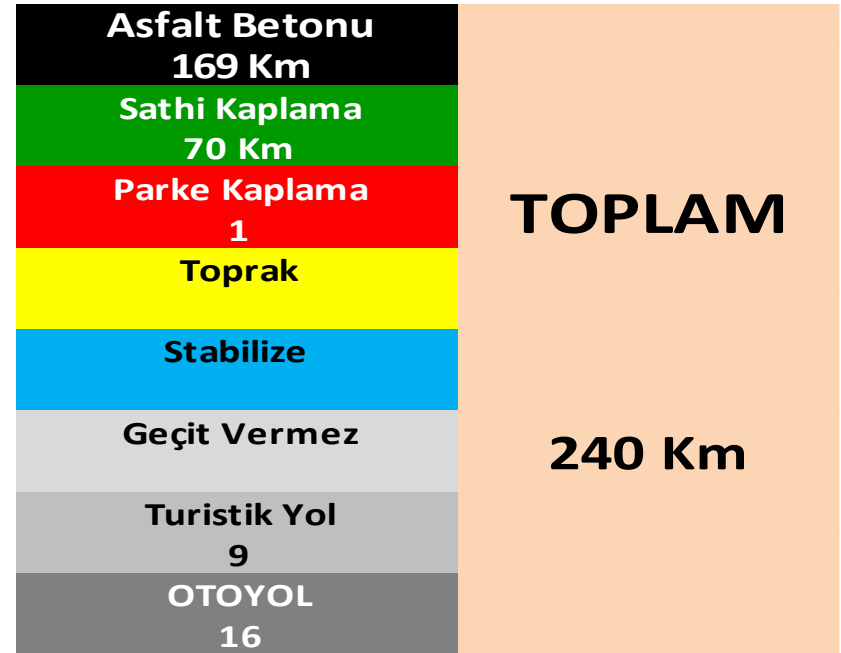 Asfalt Betonu
169 Km
Sathi Kaplama
70 Km
Parke Kaplama
1
Toprak
Stabilize
Geçit Vermez
Turistik Yol
9
OTOYOL
16
TOPLAM
240 Km